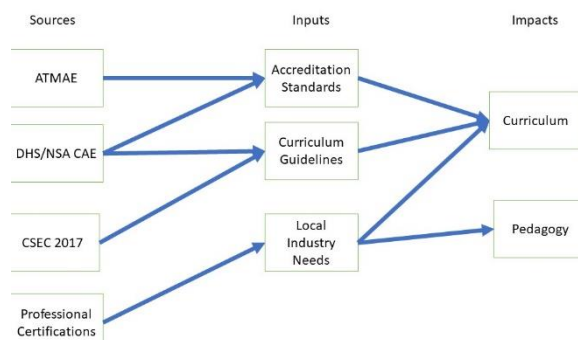 Sources
Inputs
Impacts
ATMAE
Accreditation
Standards
Curriculum
DHS/NSA CAE
Curriculum
Guidelines
CSEC 2017
Local
Industry
Needs
Pedagogy
Professional
Certifications